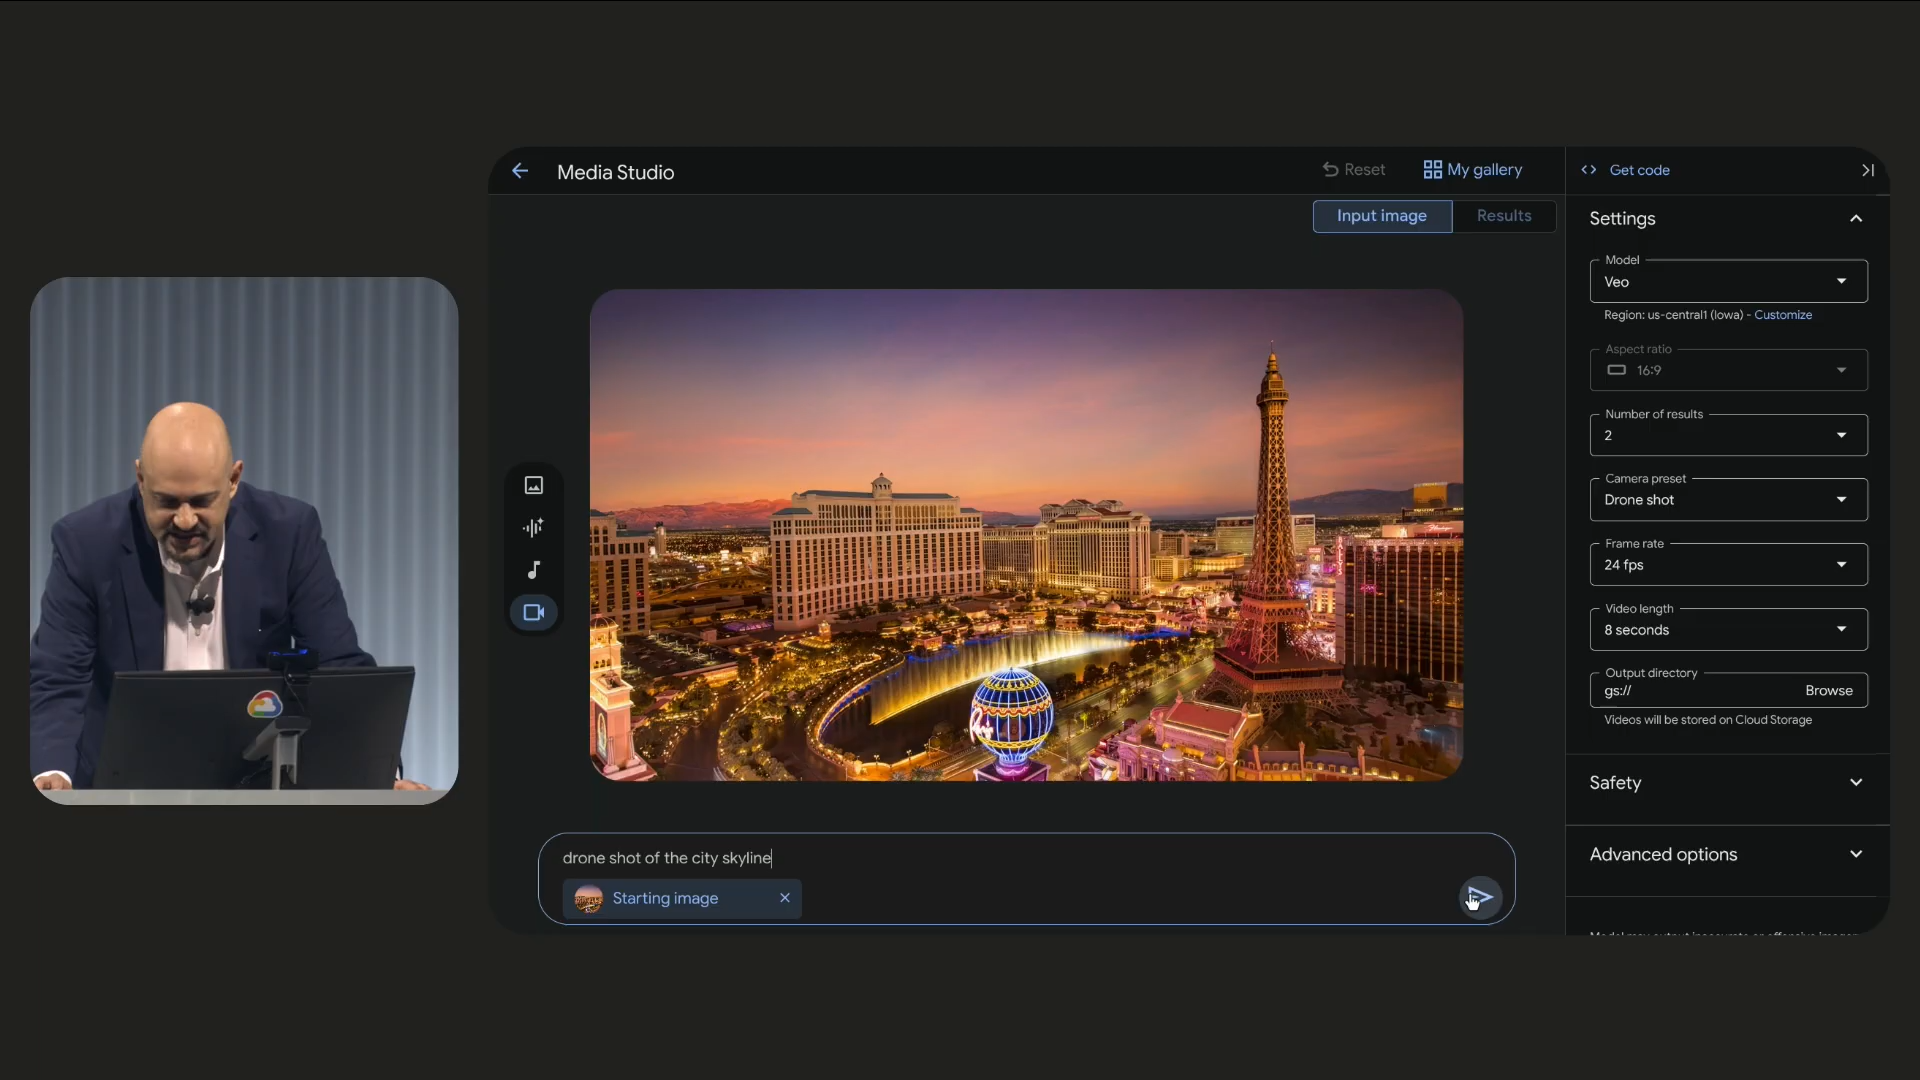 Media Studio
Reset
My gallery
Get code
Input image
Results
Settings
Model
Veo
Region: us-central1 (Iowa) - Customize
Aspect ratio
16:9
Number of results
2
Camera preset
Drone shot
Frame rate
24 fps
Video length
8 seconds
Output directory
gs://
Browse
Videos will be stored on Cloud Storage
Safety
Advanced options
drone shot of the city skyline
Starting image